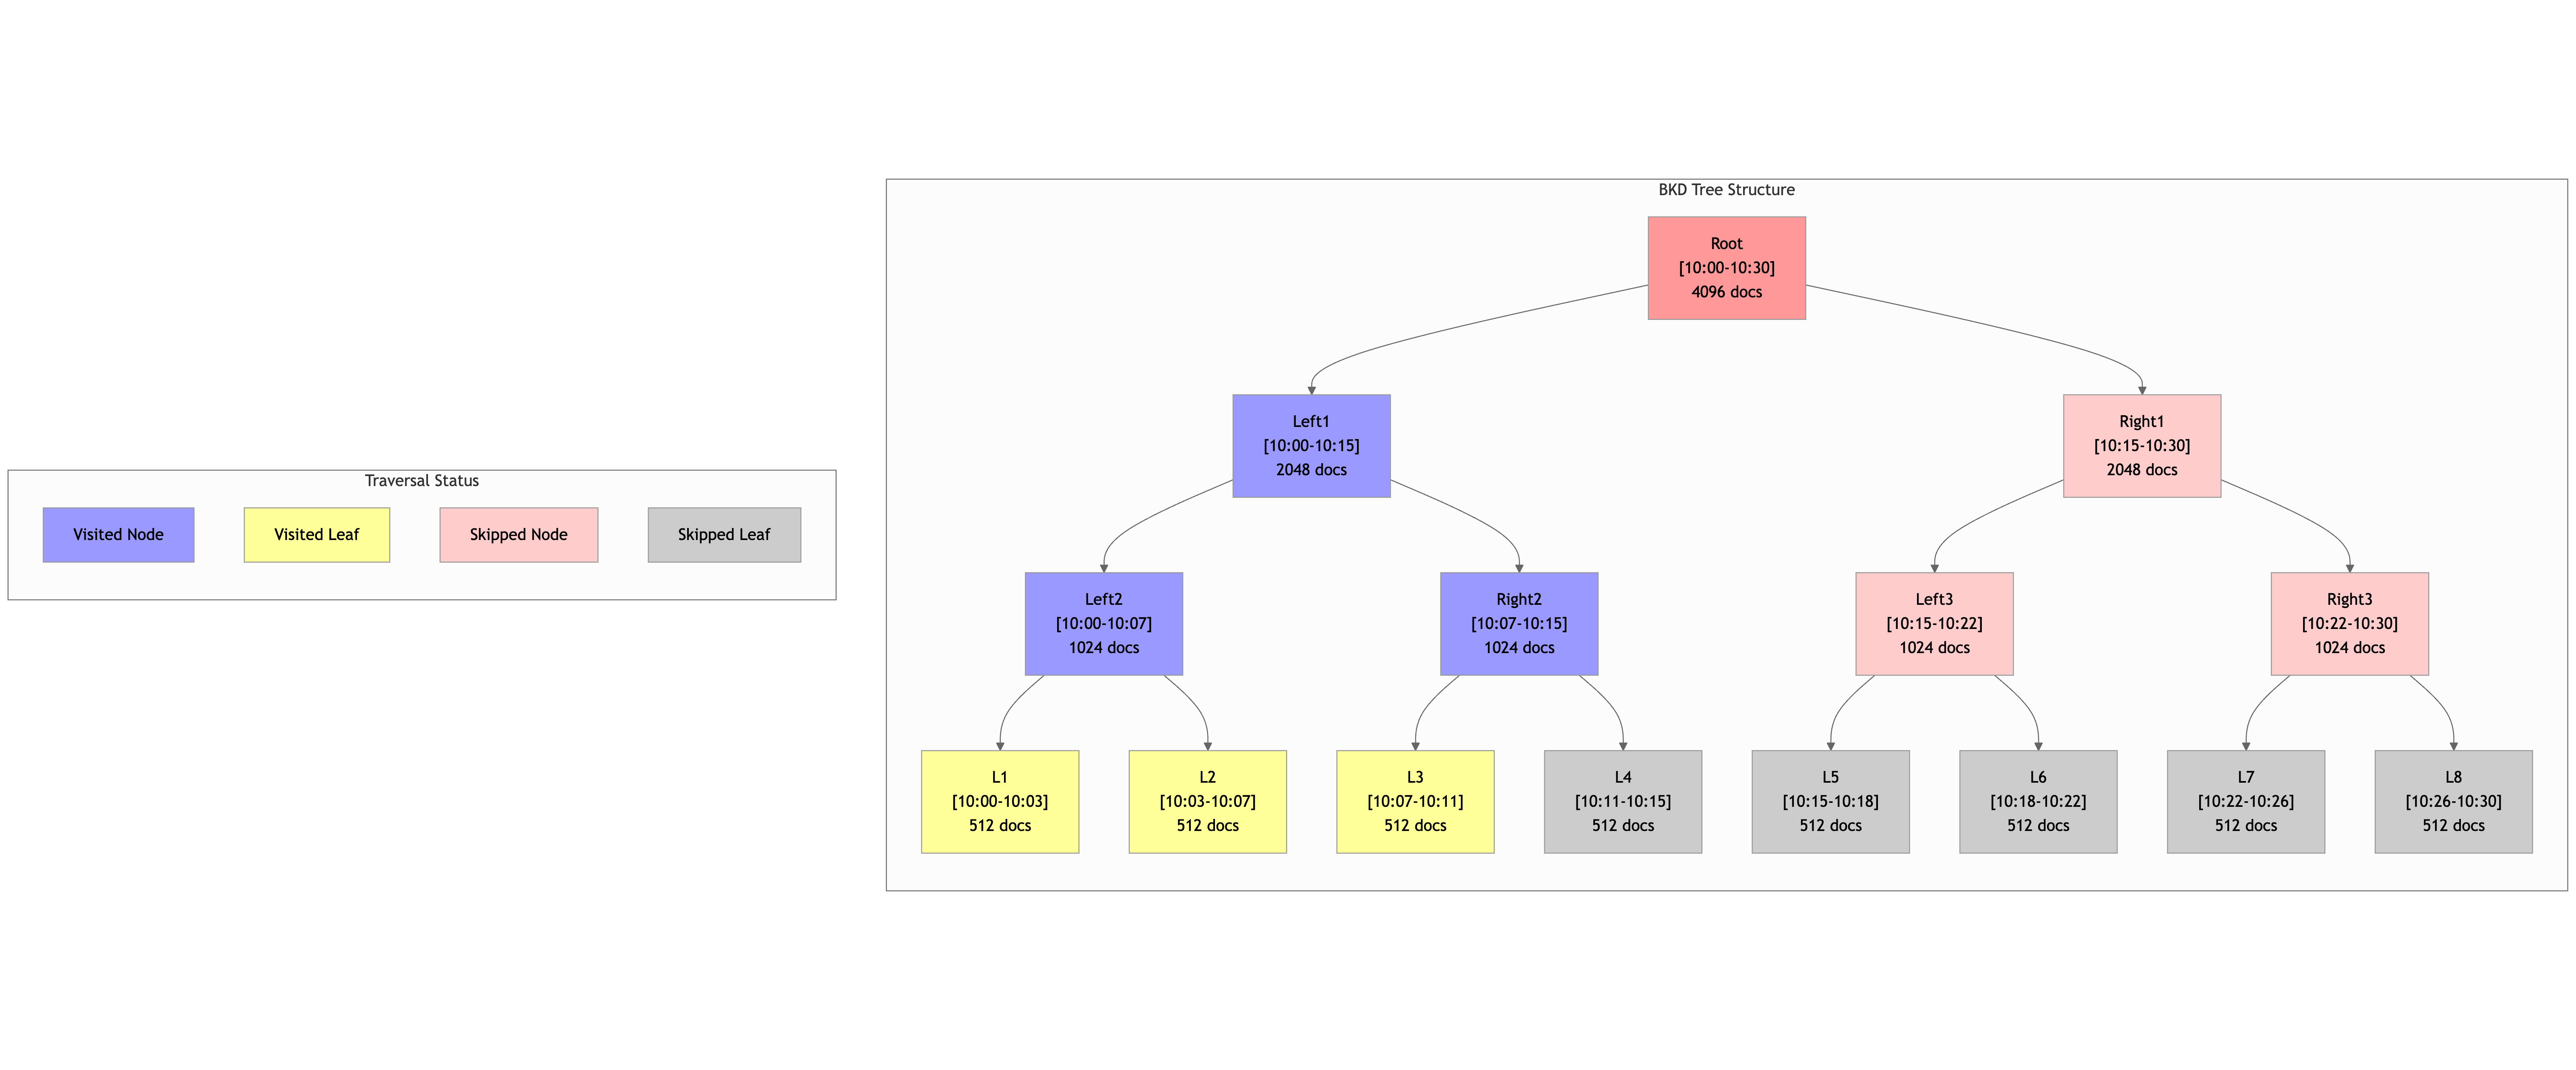 Traversal Status
Visited Node
Visited Leaf
Skipped Node
Skipped Leaf
BKD Tree Structure
Root
[10:00-10:30]
4096 docs
Left1
[10:00-10:15]
2048 docs
Right1
[10:15-10:30]
2048 docs
Left2
[10:00-10:07]
1024 docs
Right2
[10:07-10:15]
1024 docs
Left3
[10:15-10:22]
1024 docs
Right3
[10:22-10:30]
1024 docs
L1
[10:00-10:03]
512 docs
L2
[10:03-10:07]
512 docs
L3
[10:07-10:11]
512 docs
L4
[10:11-10:15]
512 docs
L5
[10:15-10:18]
512 docs
L6
[10:18-10:22]
512 docs
L7
[10:22-10:26]
512 docs
L8
[10:26-10:30]
512 docs